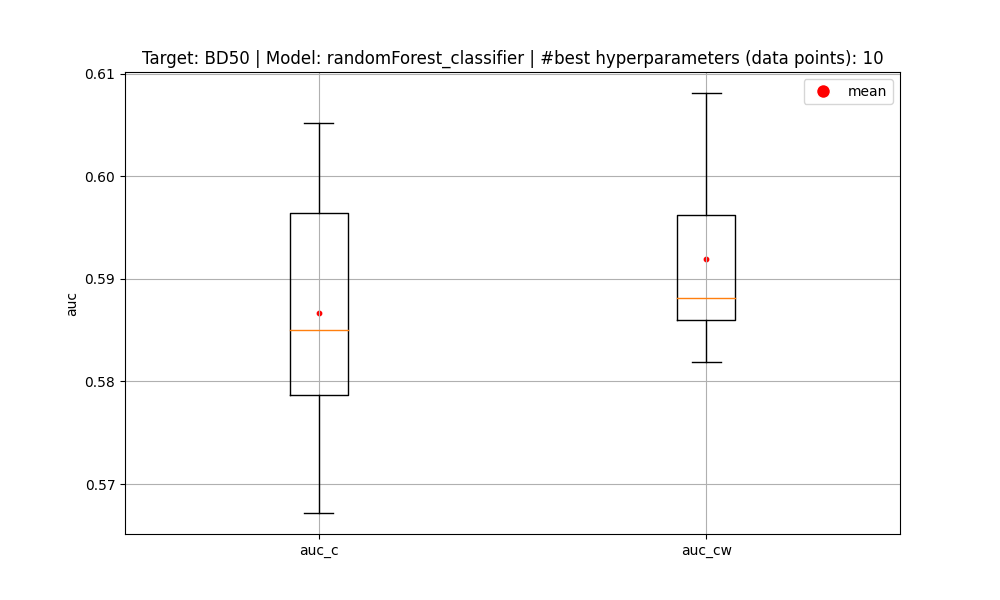 Target: BD50 | Model: randomForest_classifier | #best hyperparameters (data points): 10
mean
0.61
0.60
0.59
0.58
0.57
auc
auc_c
auc_cw